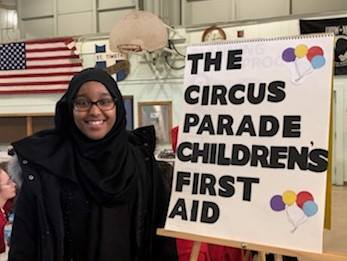 THE
CIRCUS
PARADE
CHILDREN'S
FIRST
AID